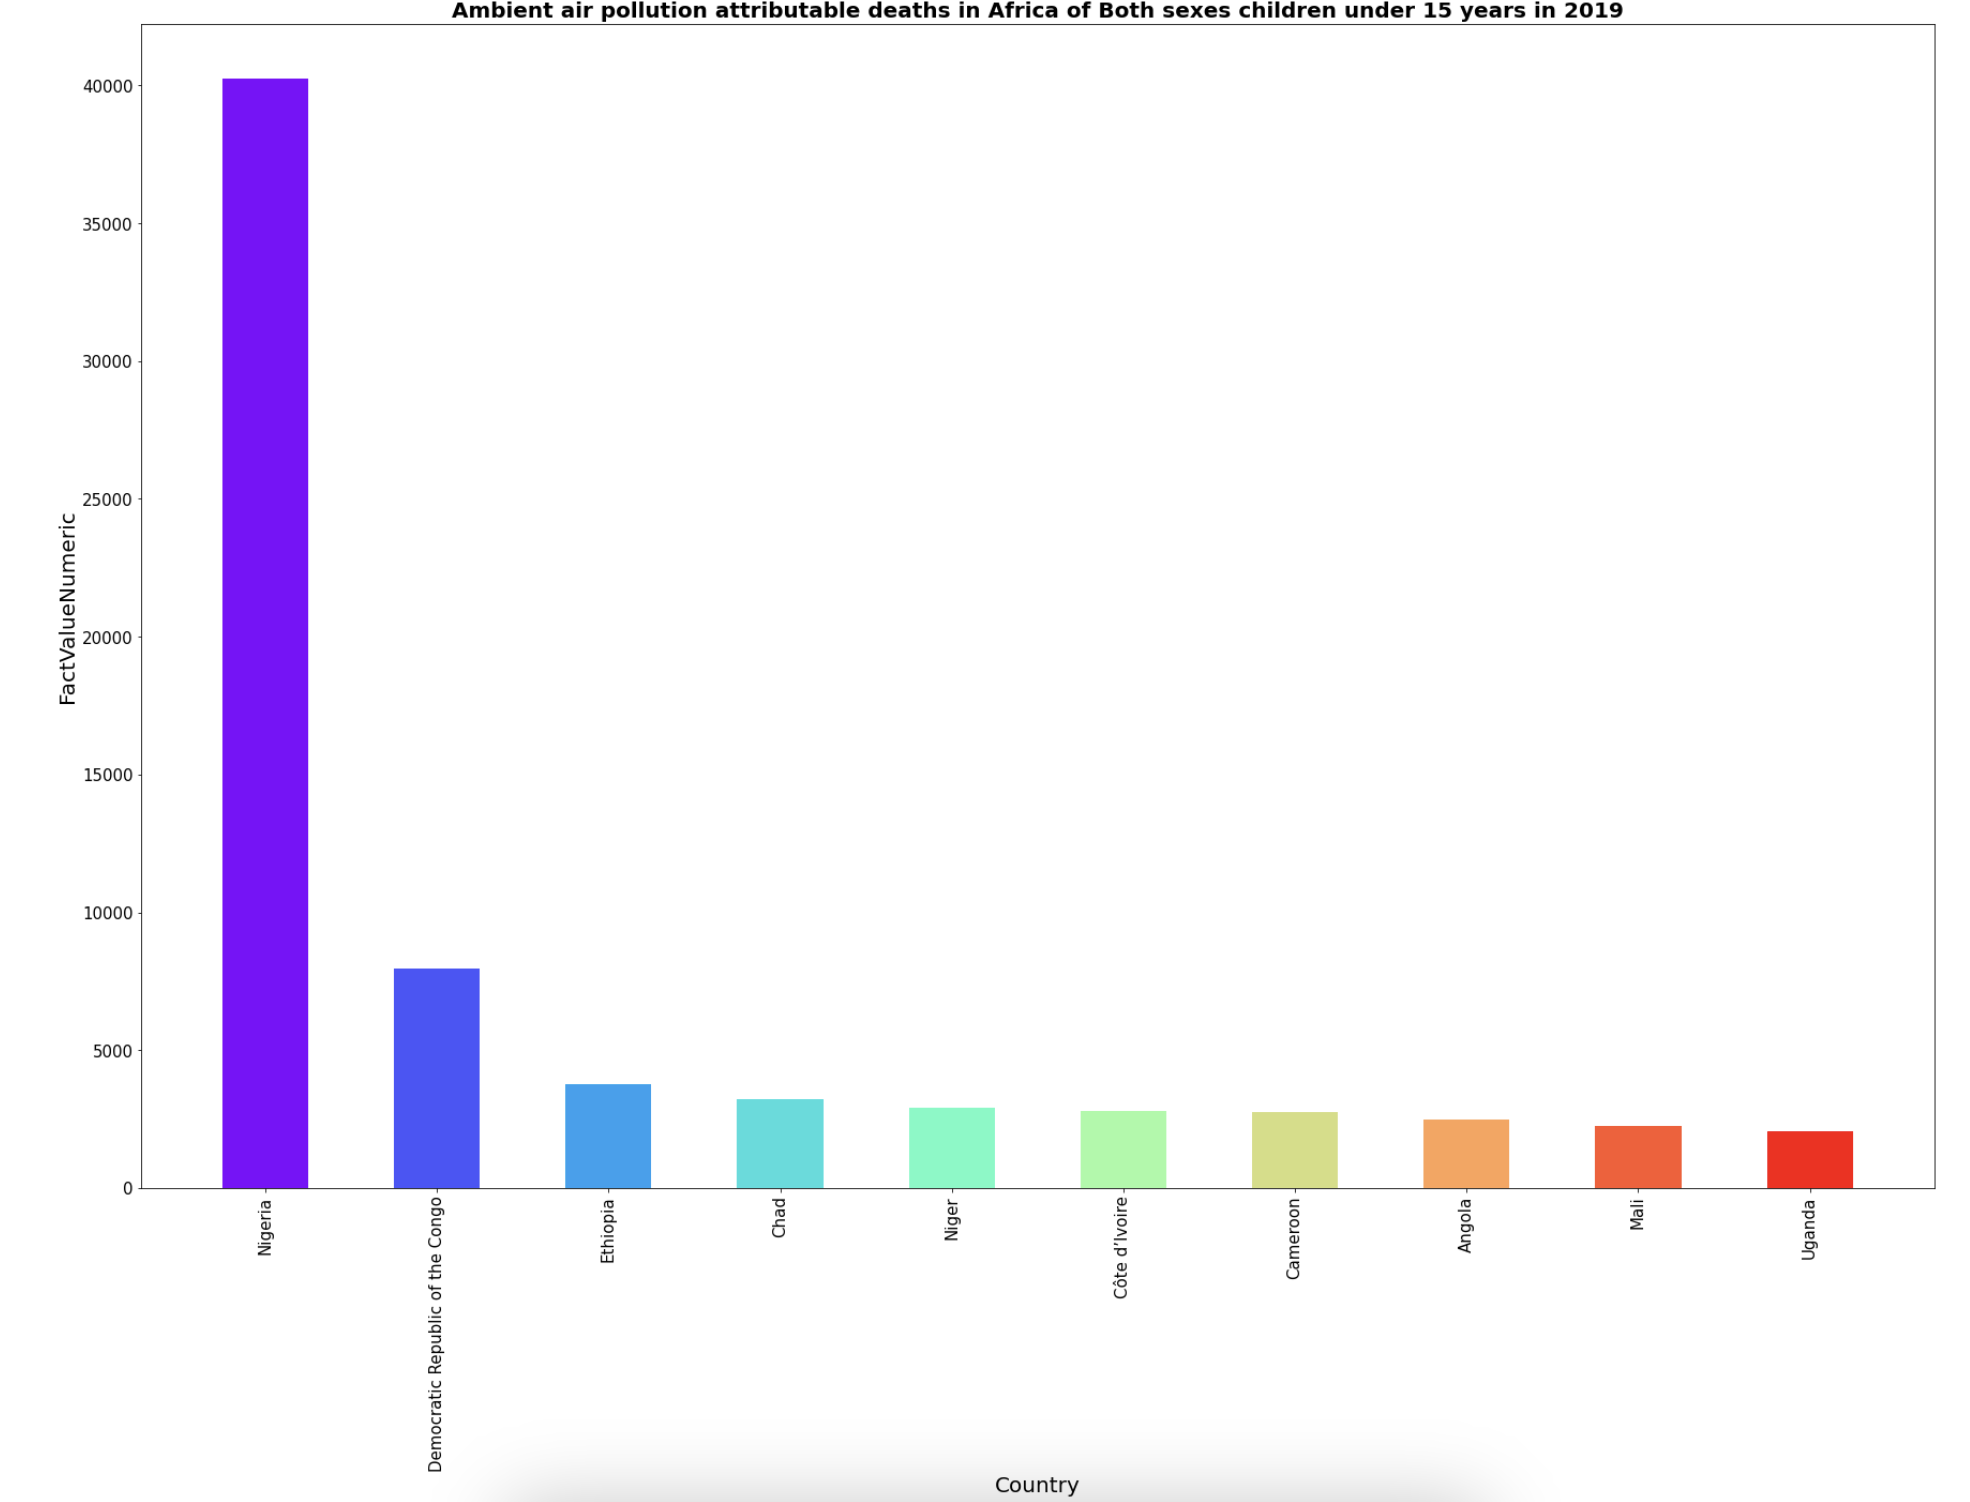 Ambient air pollution attributable deaths in Africa of Both sexes children under 15 years in 2019
FactValueNumeric
40000
35000
30000
25000
20000
15000
10000
5000
0
Nigeria
Democratic Republic of the Congo
Ethiopia
Chad
Niger
Côte d’Ivoire
Cameroon
Angola
Mali
Uganda
Country